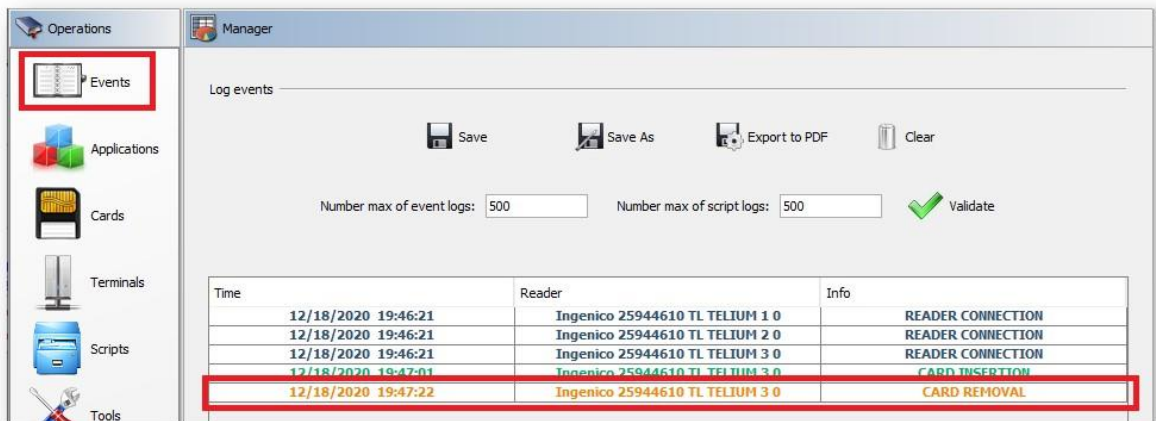 Operations
Manager
Events
Log events
Save Save As Export to PDF Clear
Applications
Number max of event logs: 500 Number max of script logs: 500 Validate
Cards
Terminals
Time Reader Info
12/18/2020 19:46:21 Ingenico 25944610 TL TELIUM 1 0 READER CONNECTION
12/18/2020 19:46:21 Ingenico 25944610 TL TELIUM 2 0 READER CONNECTION
Scripts
12/18/2020 19:46:21 Ingenico 25944610 TL TELIUM 3 0 READER CONNECTION
12/18/2020 19:47:01 Ingenico 25944610 TL TELIUM 3 0 CARD INSERTION
12/18/2020 19:47:22 Ingenico 25944610 TL TELIUM 3 0 CARD REMOVAL
Tools